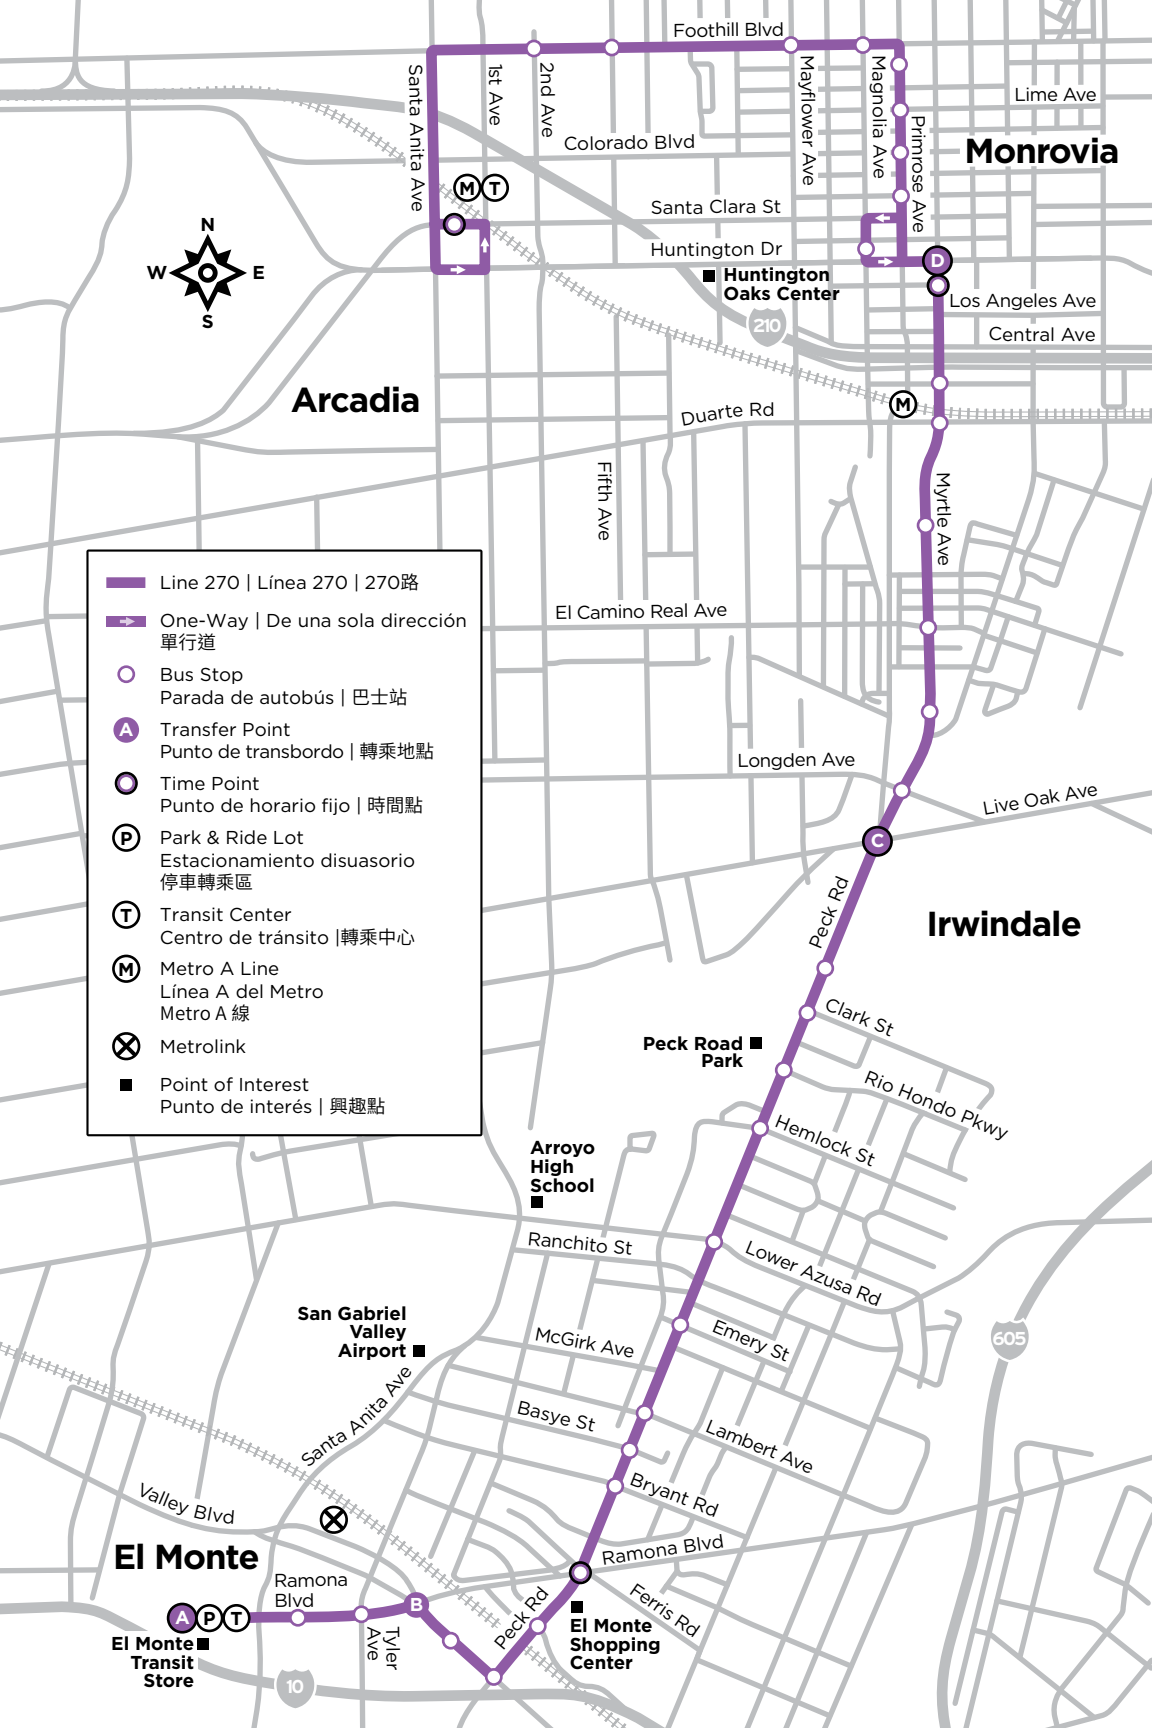 Foothill Blvd
Santa Anita Ave
1st Ave
2nd Ave
Mayflower Ave
Magnolia Ave
Primrose Ave
Lime Ave
Colorado Blvd
Monrovia
M
T
Santa Clara St
N
W
E
S
Huntington Dr
D
Huntington
Oaks Center
Los Angeles Ave
210
Central Ave
Arcadia
M
Duarte Rd
Fifth Ave
Myrtle Ave
Line 270 | Línea 270 | 270路
One-Way | De una sola dirección
單行道
Bus Stop
Parada de autobús | 巴士站
A
Transfer Point
Punto de transbordo | 轉乘地點
Time Point
Punto de horario fijo | 時間點
P
Park & Ride Lot
Estacionamiento disuasorio
停車轉乘區
T
Transit Center
Centro de tránsito |轉乘中心
M
Metro A Line
Línea A del Metro
Metro A 線
Metrolink
Point of Interest
Punto de interés | 興趣點
El Camino Real Ave
Longden Ave
Live Oak Ave
C
Peck Rd
Irwindale
Clark St
Peck Road
Park
Rio Hondo Pkwy
Hemlock St
Arroyo
High
School
Ranchito St
Lower Azusa Rd
San Gabriel
Valley
Airport
McGirk Ave
Emery St
605
Santa Anita Ave
Basye St
Lambert Ave
Bryant Rd
Valley Blvd
Ramona Blvd
El Monte
Ramona
Blvd
B
Peck Rd
Ferris Rd
A
P
T
El Monte
Transit
Store
Tyler
Ave
El Monte
Shopping
Center
10